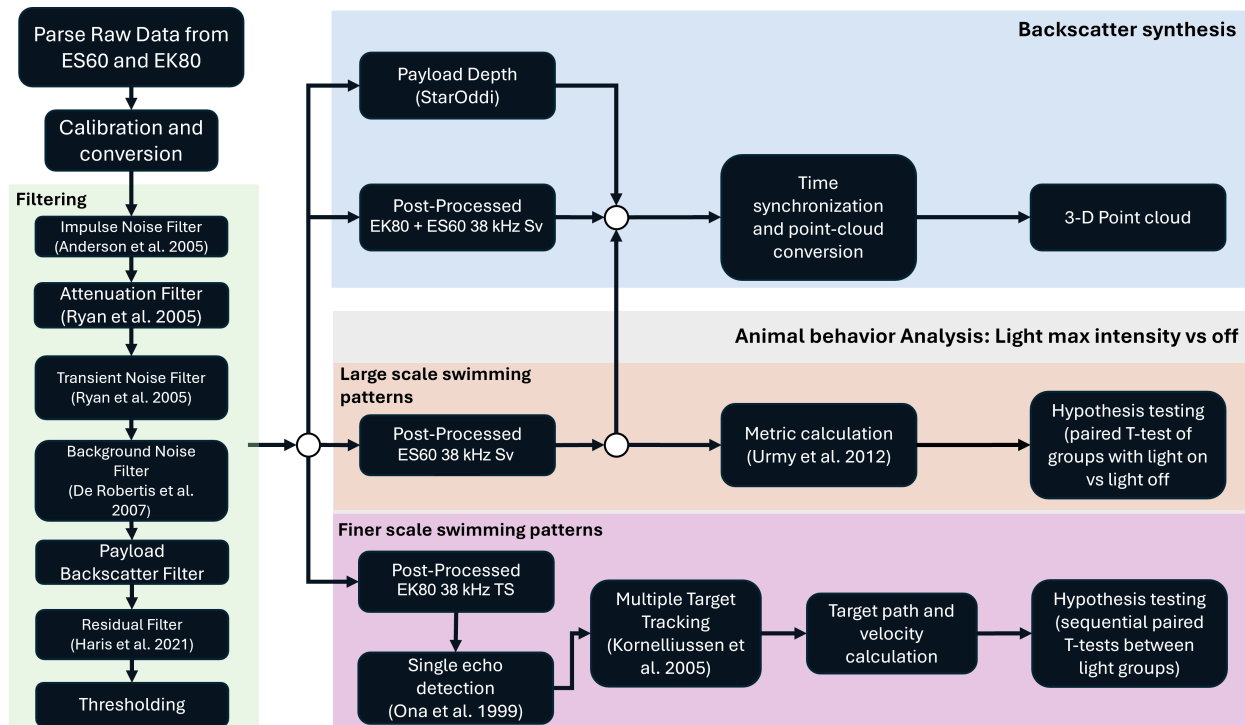 Parse Raw Data from
ES60 and EK80
Calibration and
conversion
Filtering
Impulse Noise Filter
(Anderson et al. 2005)
Attenuation Filter
(Ryan et al. 2005)
Transient Noise Filter
(Ryan et al. 2005)
Background Noise
Filter
(De Robertis et al.
2007)
Payload
Backscatter Filter
Residual Filter
(Haris et al. 2021)
Thresholding
Backscatter synthesis
Payload Depth
(StarOddi)
Post-Processed
EK80 + ES60 38 kHz Sv
Time
synchronization
and point-cloud
conversion
3-D Point cloud
Animal behavior Analysis: Light max intensity vs off
Large scale swimming
patterns
Post-Processed
ES60 38 kHz Sv
Metric calculation
(Urmy et al. 2012)
Hypothesis testing
(paired T-test of
groups with light on
vs light off
Finer scale swimming patterns
Post-Processed
EK80 38 kHz TS
Single echo
detection
(Ona et al. 1999)
Multiple Target
Tracking
(Kornelliussen et
al. 2005)
Target path and
velocity
calculation
Hypothesis testing
(sequential paired
T-tests between
light groups)